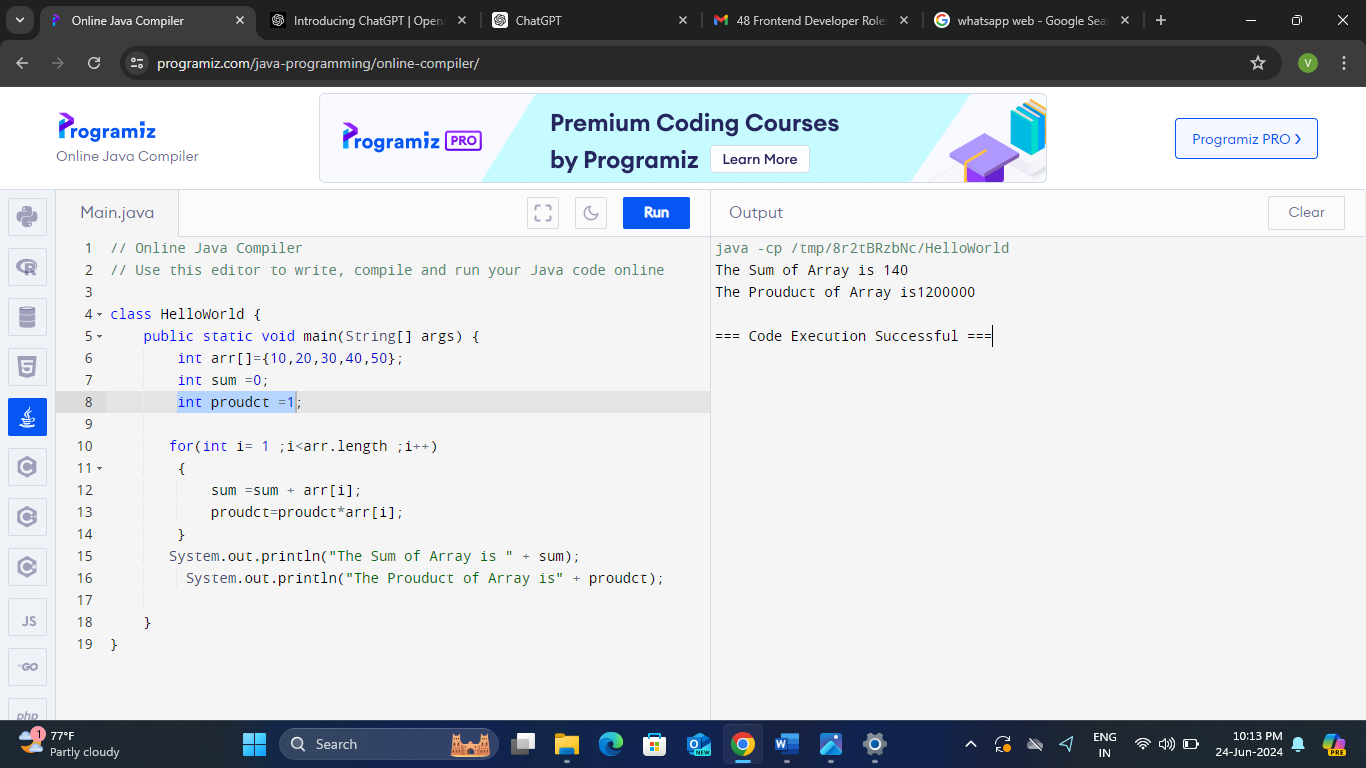 Online Java Compiler
Introducing ChatGPT | Open
ChatGPT
48 Frontend Developer Role
whatsapp web - Google Sea
programiz.com/java-programming/online-compiler/
V
Programiz
Online Java Compiler
Programiz PRO
Premium Coding Courses
by Programiz
Learn More
Programiz PRO >
Main.java
Run
Output
Clear
1 // Online Java Compiler
2 // Use this editor to write, compile and run your Java code online
3
4 class HelloWorld {
5 public static void main(String[] args) {
6 int arr[]={10,20,30,40,50};
7 int sum =0;
8 int proudct =1;
9
10 for(int i= 1 ;i<arr.length ;i++)
11 {
12 sum =sum + arr[i];
13 proudct=proudct*arr[i];
14 }
15 System.out.println("The Sum of Array is " + sum);
16 System.out.println("The Prouduct of Array is" + proudct);
17
18 }
19 }
java -cp /tmp/8r2tBRzbNc/HelloWorld
The Sum of Array is 140
The Prouduct of Array is1200000
=== Code Execution Successful ===
R
5
C
C
C
JS
GO
php
1
77°F
Partly cloudy
Search
NEW
W
ENG
IN
10:13 PM
24-Jun-2024
PRE